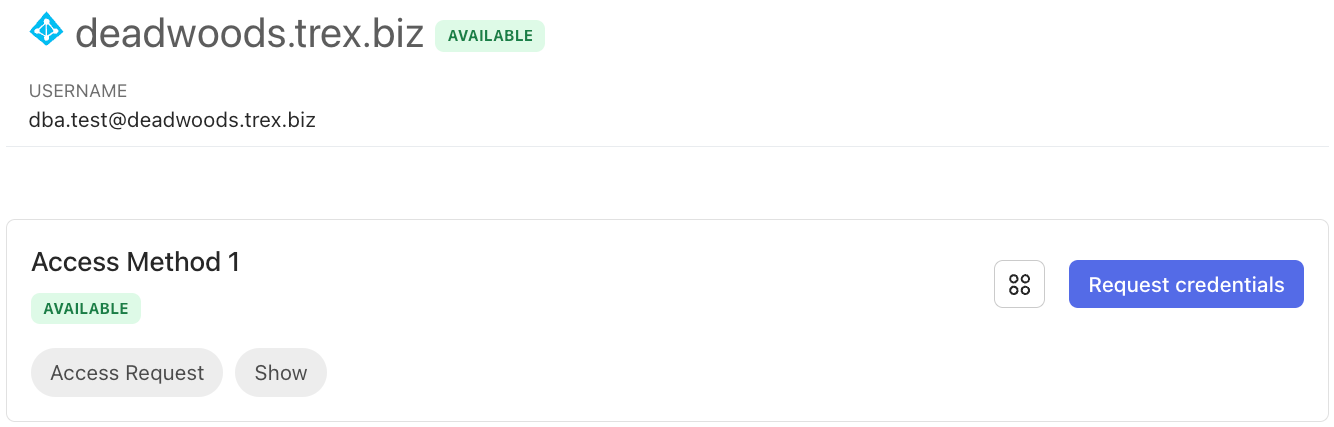 deadwoods.trex.biz AVAILABLE
USERNAME
dba.test@deadwoods.trex.biz
Access Method 1
AVAILABLE
Request credentials
Access Request Show